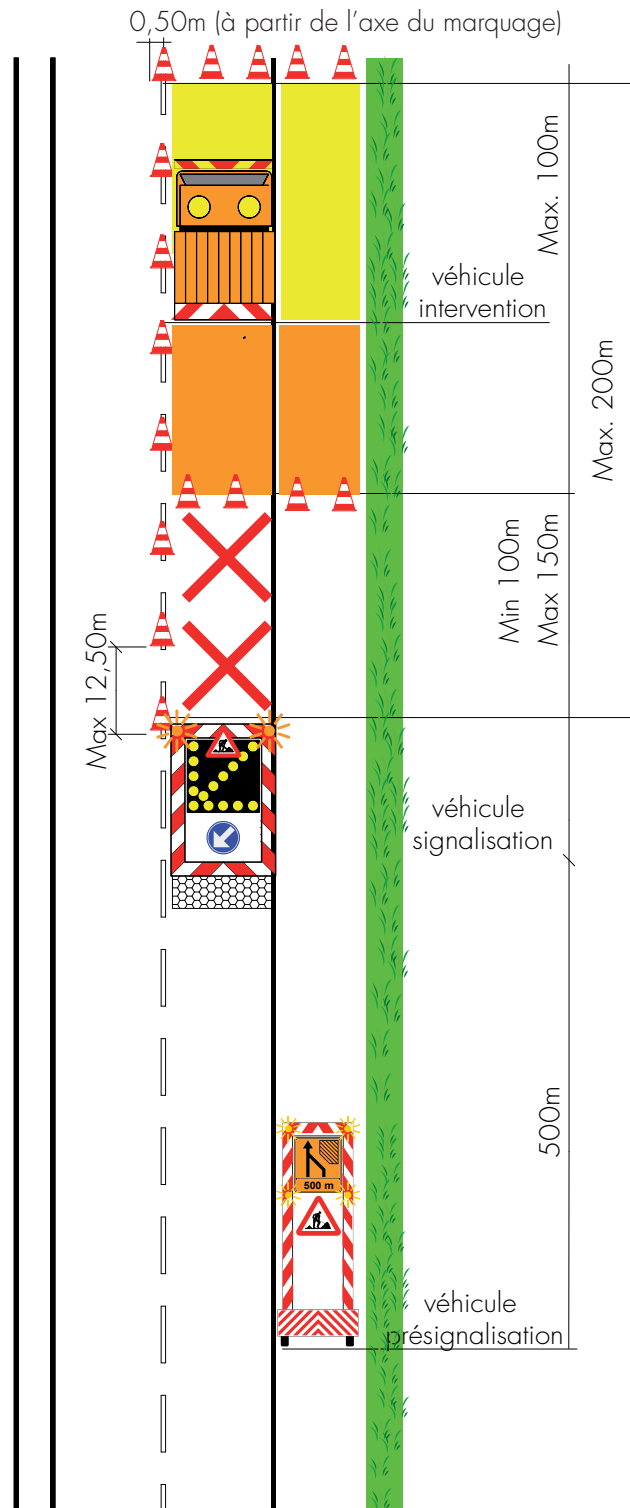 0,50m (à partir de l’axe du marquage)
Max. 100m
véhicule
intervention
Max. 200m
Min 100m
Max 150m
Max 12,50m
véhicule
signalisation
500m
500 m
véhicule
présignalisation